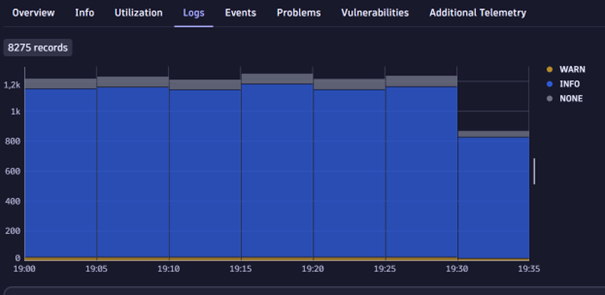 Overview Info Utilization Logs Events Problems Vulnerabilities Additional Telemetry
8275 records
WARN
INFO
NONE
1,2k
1k
800
600
400
200
0
19:00 19:05 19:10 19:15 19:20 19:25 19:30 19:35